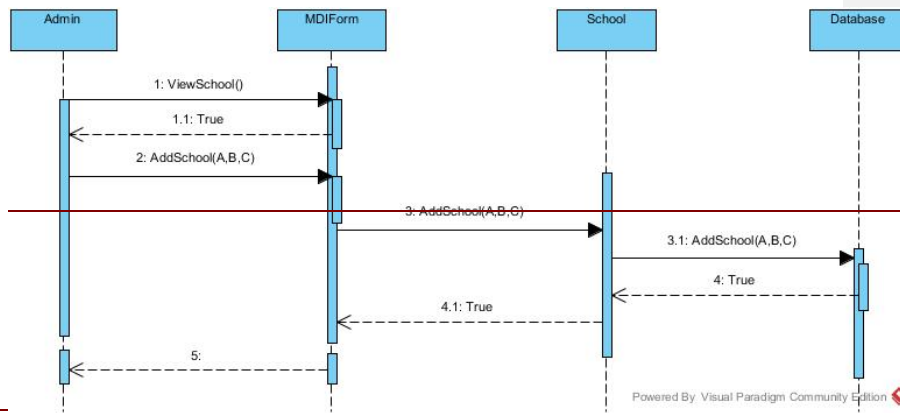 Admin
MDIForm
School
Database
1: ViewSchool()
1.1: True
2: AddSchool(A,B,C)
3: AddSchool(A,B,C)
3.1: AddSchool(A,B,C)
4: True
4.1: True
5:
Powered By Visual Paradigm Community Edition